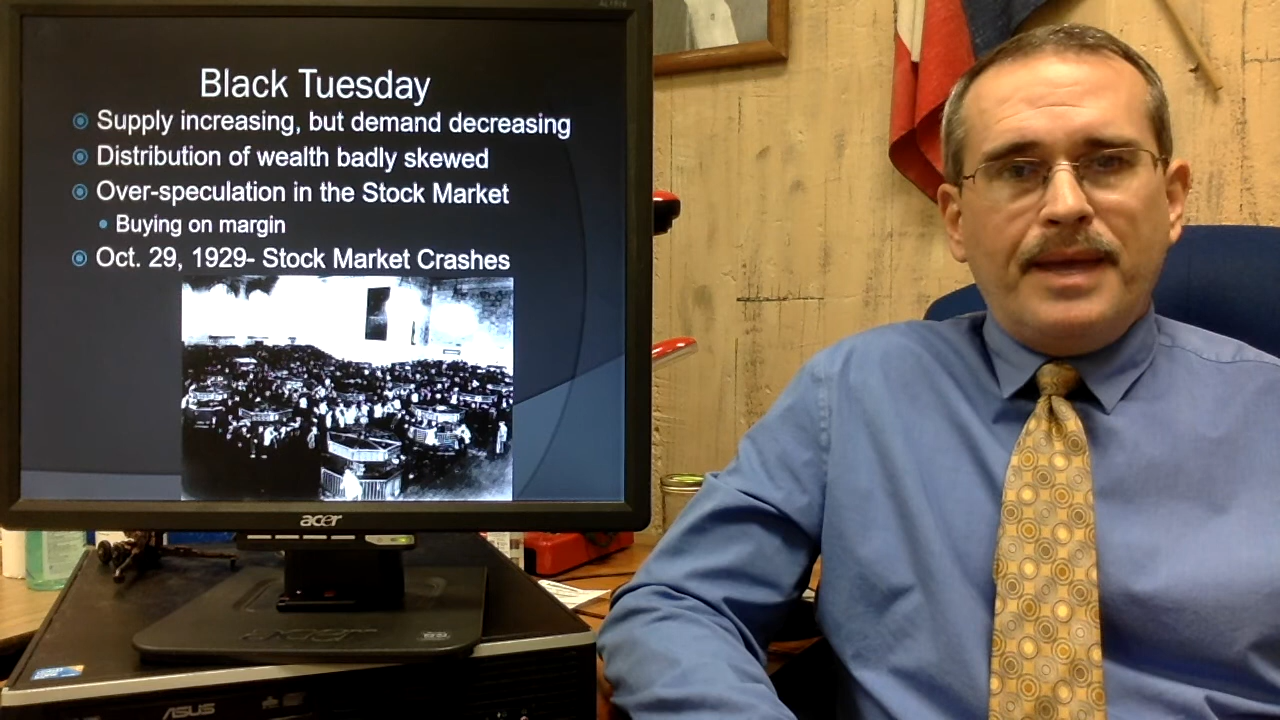 Black Tuesday
Supply increasing, but demand decreasing
Distribution of wealth badly skewed
Over-speculation in the Stock Market
Buying on margin
Oct. 29, 1929- Stock Market Crashes
acer
acer
ASUS